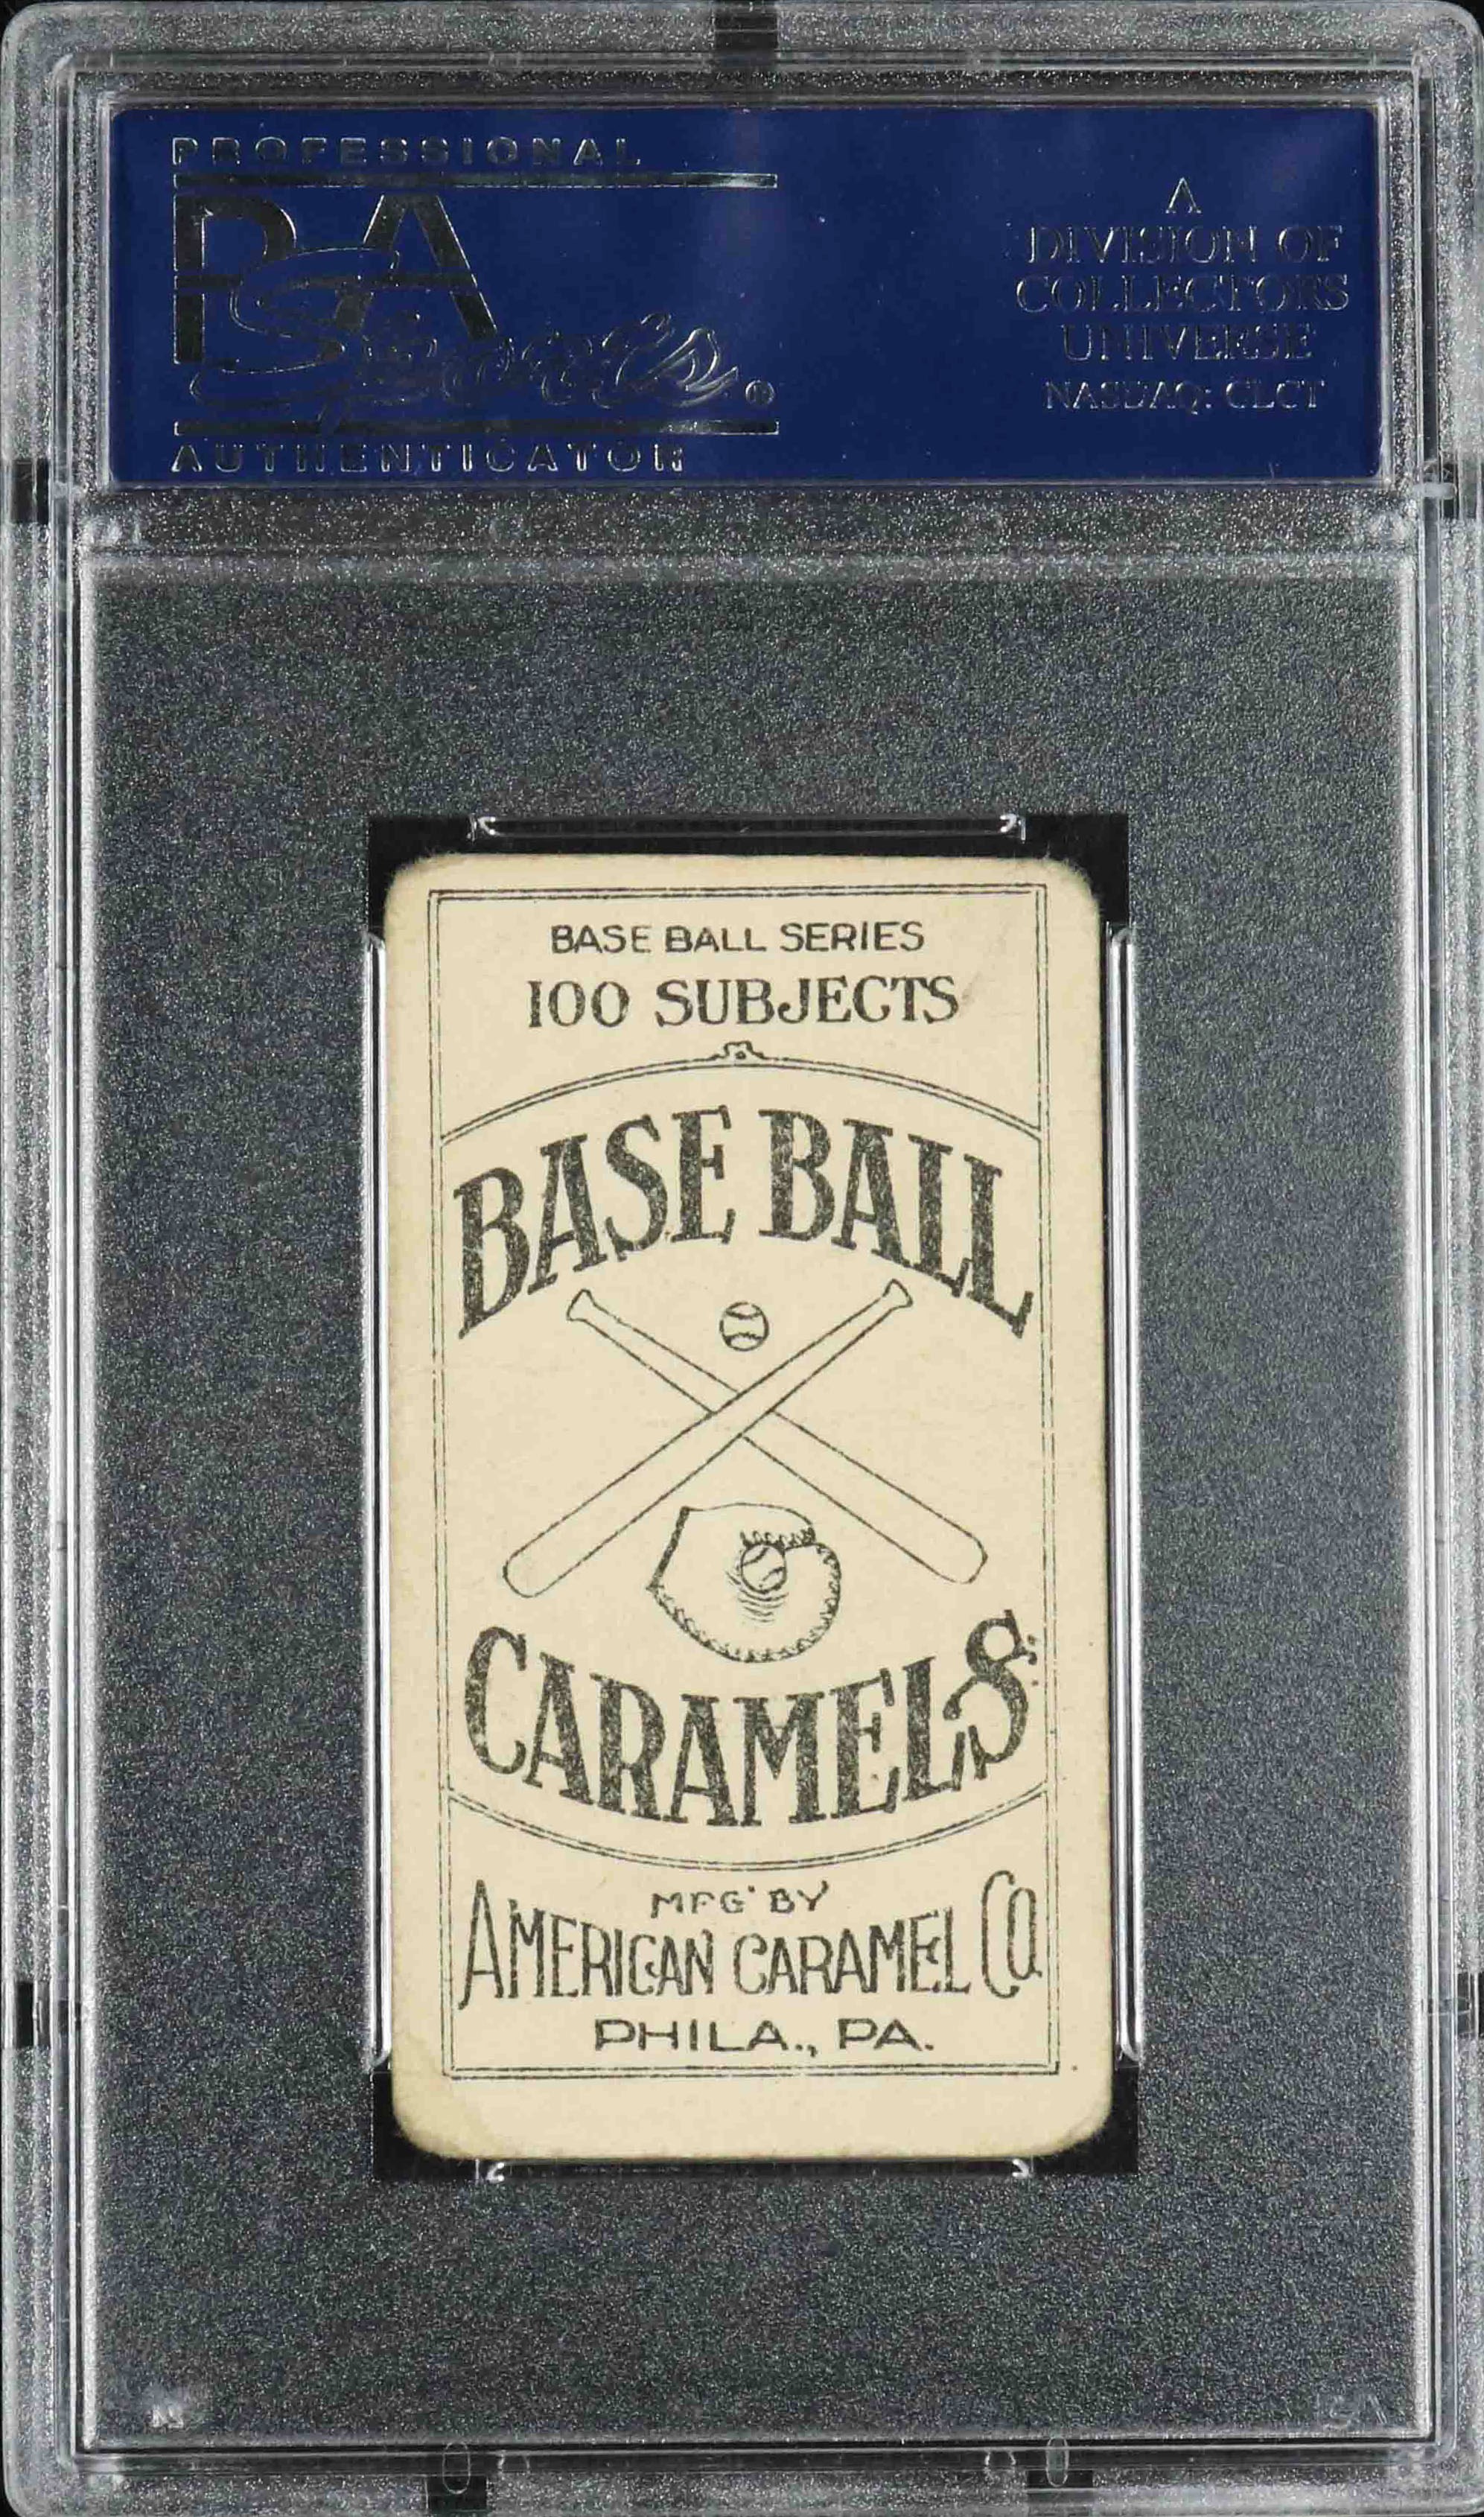 PROFESSIONAL
PSA
Sports®
AUTHENTICATOR
A
DIVISION OF
COLLECTORS
UNIVERSE
NASDAQ: CLCT
BASE BALL SERIES
100 SUBJECTS
BASE BALL
CARAMELS
MFG BY
AMERICAN CARAMEL CO
PHILA., PA.